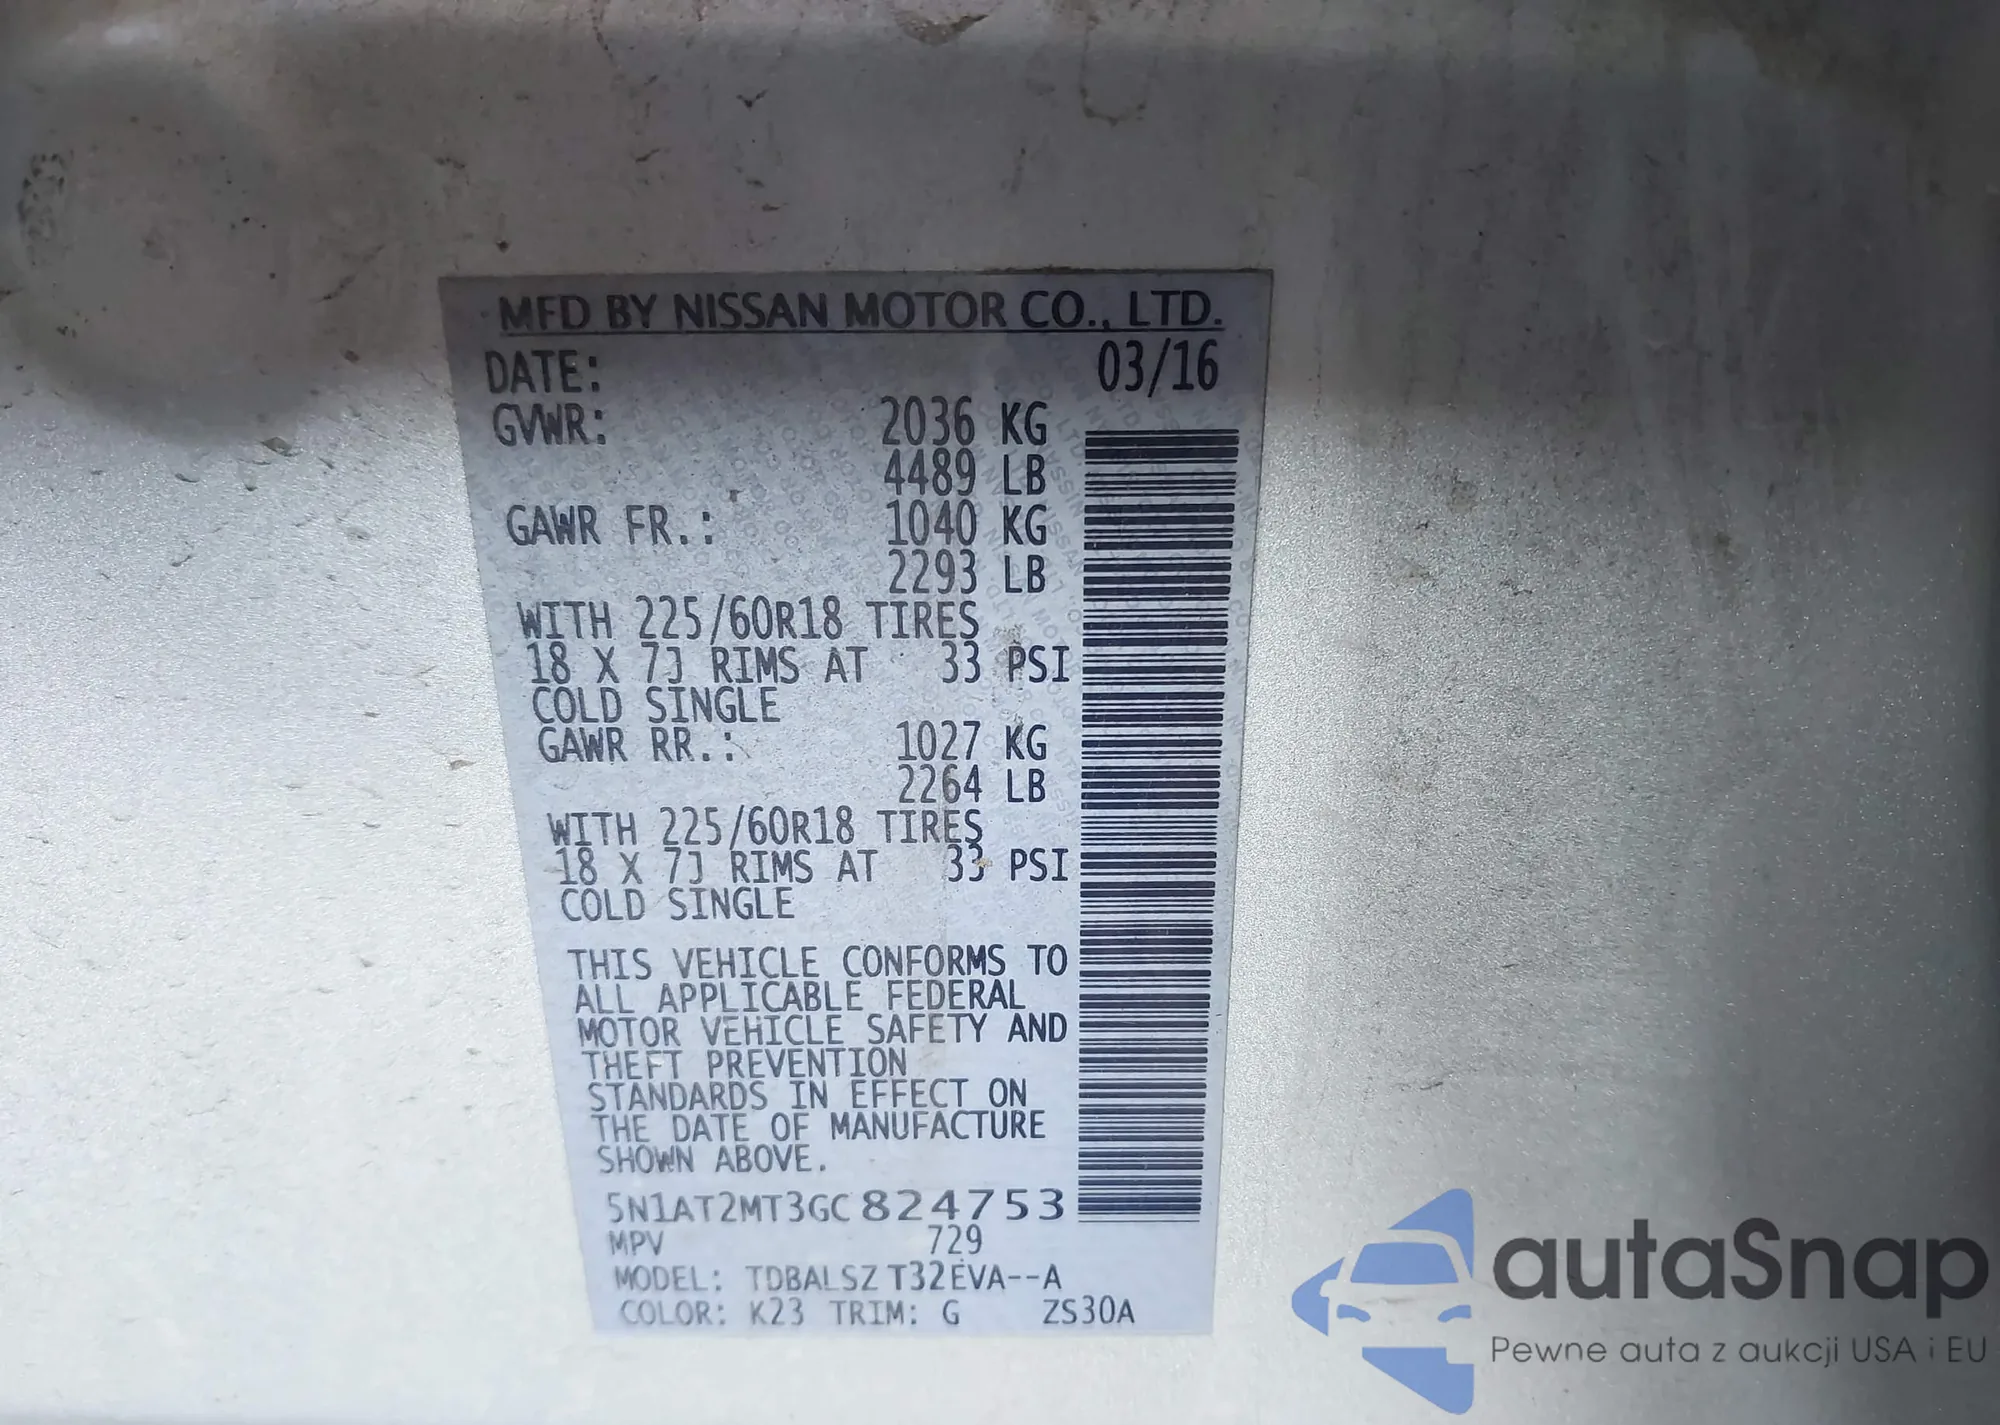 MFD BY NISSAN MOTOR CO., LTD.
DATE: 03/16
GVWR: 2036 KG
4489 LB
GAWR FR.: 1040 KG
2293 LB
WITH 225/60R18 TIRES
18 X 7J RIMS AT 33 PSI
COLD SINGLE
GAWR RR.: 1027 KG
2264 LB
WITH 225/60R18 TIRES
18 X 7J RIMS AT 33 PSI
COLD SINGLE
THIS VEHICLE CONFORMS TO
ALL APPLICABLE FEDERAL
MOTOR VEHICLE SAFETY AND
THEFT PREVENTION
STANDARDS IN EFFECT ON
THE DATE OF MANUFACTURE
SHOWN ABOVE.
5N1AT2MT3GC824753
MPV 729
MODEL: TDBALSZ T32EVA--A
COLOR: K23 TRIM: G ZS30A
autoSnap
Pewne auta z aukcji USA i EU